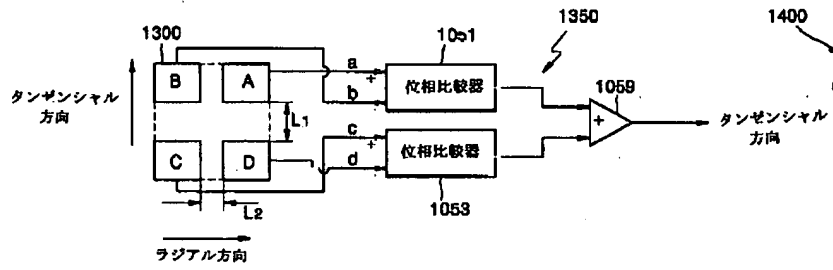 1300
1051
1350
1400
B
A
a
+
位相比較器
b
1059
タンゼンシャル
方向
L1
+
タンゼンシャル
方向
c
+
位相比較器
C
D
d
1053
L2
ラジアル方向